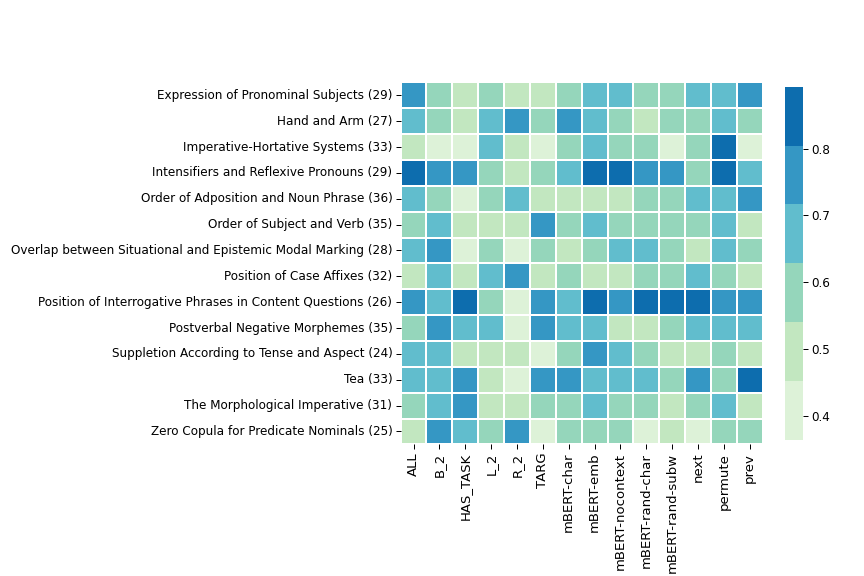 Expression of Pronominal Subjects (29)
Hand and Arm (27)
Imperative-Hortative Systems (33)
Intensifiers and Reflexive Pronouns (29)
Order of Adposition and Noun Phrase (36)
Order of Subject and Verb (35)
Overlap between Situational and Epistemic Modal Marking (28)
Position of Case Affixes (32)
Position of Interrogative Phrases in Content Questions (26)
Postverbal Negative Morphemes (35)
Suppletion According to Tense and Aspect (24)
Tea (33)
The Morphological Imperative (31)
Zero Copula for Predicate Nominals (25)
ALL
B_2
HAS_TASK
L_2
R_2
TARG
mBERT-char
mBERT-emb
mBERT-nocontext
mBERT-rand-char
mBERT-rand-subw
next
permute
prev
0.8
0.7
0.6
0.5
0.4